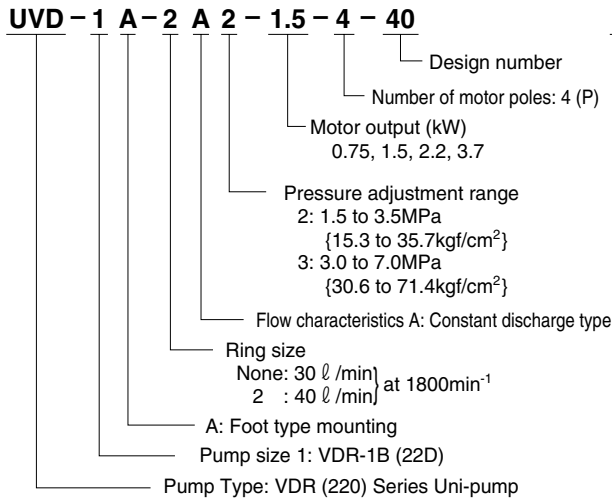 UVD – 1 A – 2 A 2 – 1.5 – 4 – 40
Design number
Number of motor poles: 4 (P)
Motor output (kW)
0.75, 1.5, 2.2, 3.7
Pressure adjustment range
2: 1.5 to 3.5MPa
{15.3 to 35.7kgf/cm²}
3: 3.0 to 7.0MPa
{30.6 to 71.4kgf/cm²}
Flow characteristics A: Constant discharge type
Ring size
None: 30 ℓ /min
2 : 40 ℓ /min} at 1800min⁻¹
A: Foot type mounting
Pump size 1: VDR-1B (22D)
Pump Type: VDR (220) Series Uni-pump